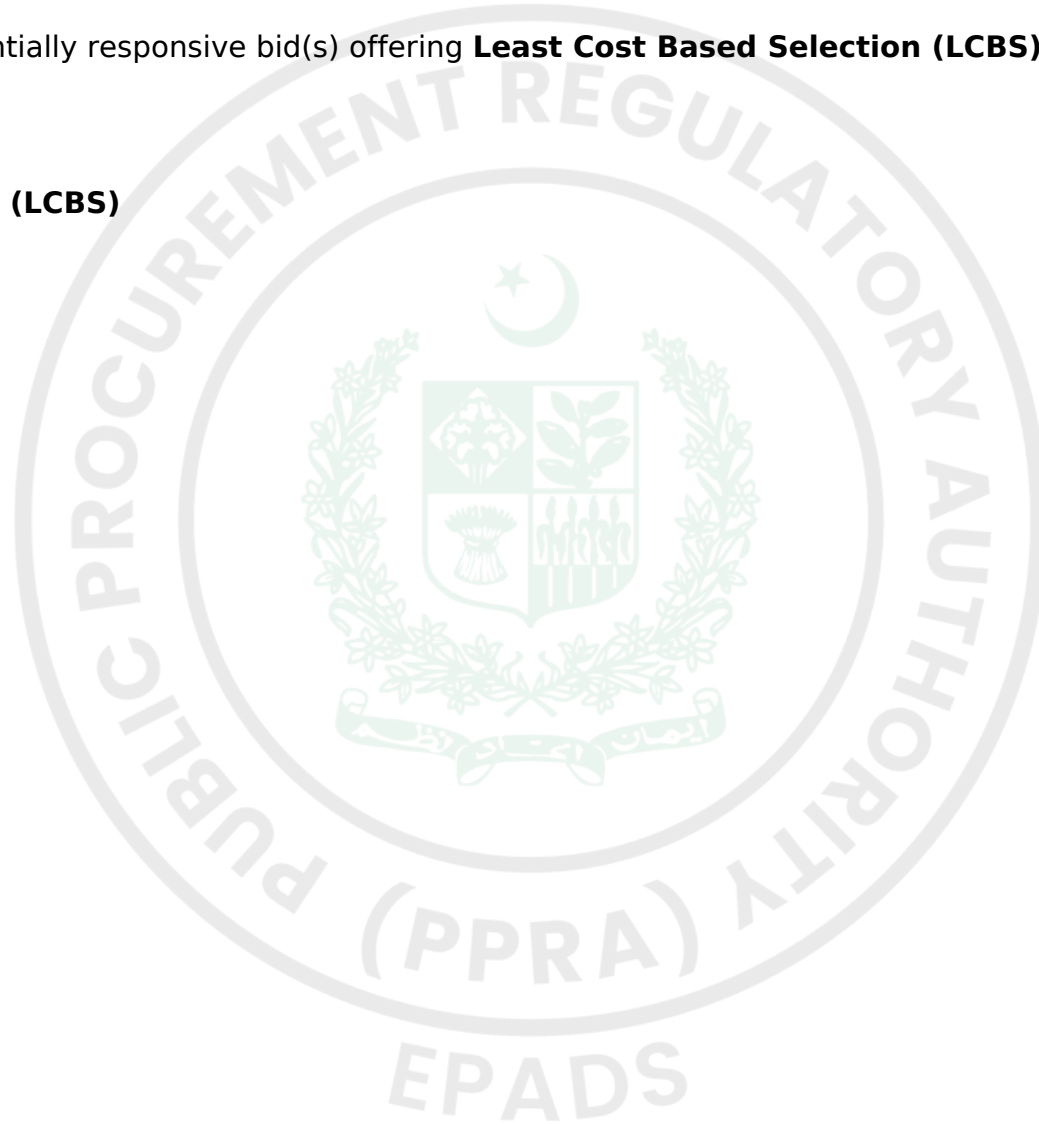 ntially responsive bid(s) offering Least Cost Based Selection (LCBS)
(LCBS)
PUBLIC PROCUREMENT REGULATORY AUTHORITY
(PPRA)
EPADS